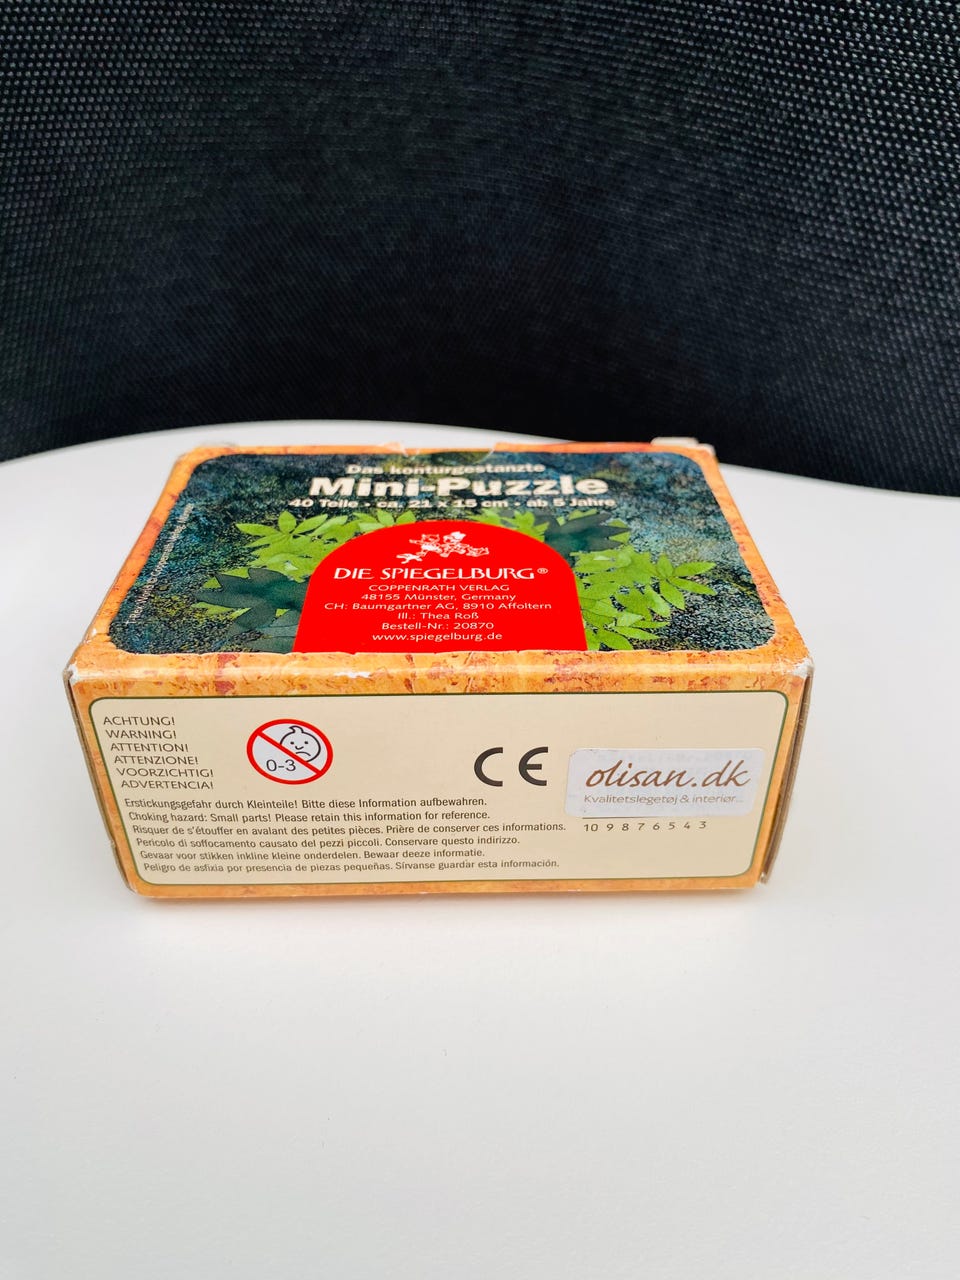 Das konturgestanzte
Mini-Puzzle
40 Teile • ca. 21 x 15 cm • ab 5 Jahre
DIE SPIEGELBURG®
COPPENRATH VERLAG
48155 Münster, Germany
CH: Baumgartner AG, 8910 Affoltern
Ill.: Thea Roß
Bestell-Nr.: 20870
www.spiegelburg.de
ACHTUNG!
WARNING!
ATTENTION!
ATTENZIONE!
VOORZICHTIG!
ADVERTENCIA!
0-3
CE
olisan.dk
Kvalitetslegetøj & interiør...
Erstickungsgefahr durch Kleinteile! Bitte diese Information aufbewahren.
Choking hazard: Small parts! Please retain this information for reference.
Risquer de s'étouffer en avalant des petites pièces. Prière de conserver ces informations.
Pericolo di soffocamento causato del pezzi piccoli. Conservare questo indirizzo.
Gevaar voor stikken inkline kleine onderdelen. Bewaar deeze informatie.
Peligro de asfixia por presencia de piezas pequeñas. Sírvanse guardar esta información.
10 9 8 7 6 5 4 3